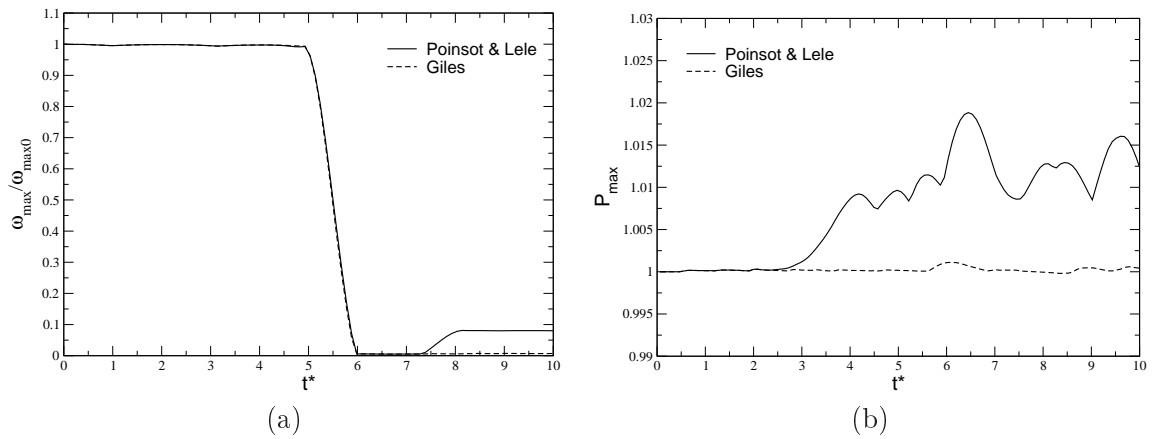 1
0.9
0.8
0.7
0.6
0.5
0.4
0.3
0.2
0.1
0
ω_max/ω_max0
Poinsot & Lele
Giles
0 1 2 3 4 5 6 7 8 9 10
t*
(a)
1.03
1.025
1.02
1.015
1.01
1.005
1
0.995
0.99
P_max
Poinsot & Lele
Giles
0 1 2 3 4 5 6 7 8 9 10
t*
(b)